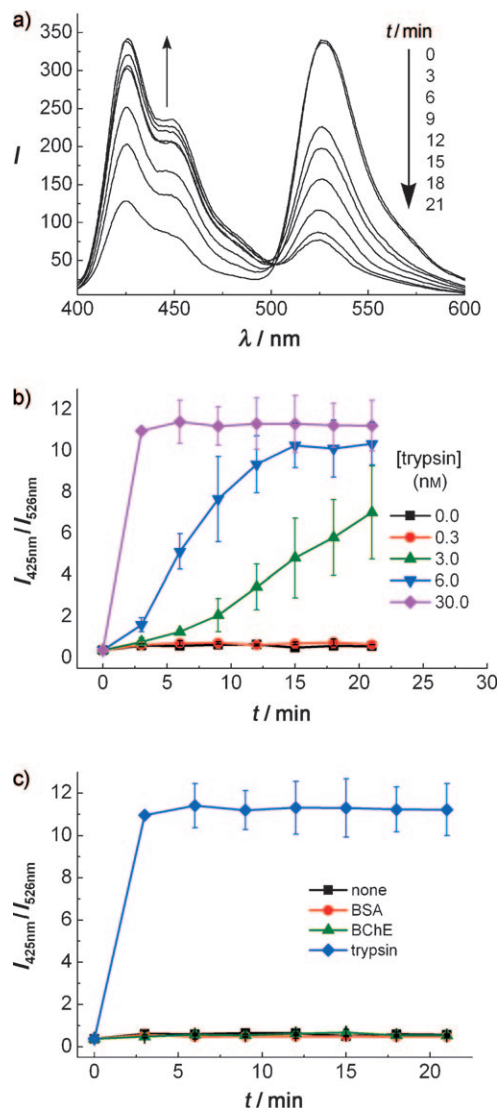 a)
t/min
0
3
6
9
12
15
18
21
350
300
250
200
150
100
50
I
400 450 500 550 600
λ / nm
b)
12
10
8
6
4
2
0
I425nm/I526nm
[trypsin]
(nM)
0.0
0.3
3.0
6.0
30.0
0 5 10 15 20 25 30
t / min
c)
12
10
8
6
4
2
0
I425nm/I526nm
none
BSA
BChE
trypsin
0 5 10 15 20
t / min